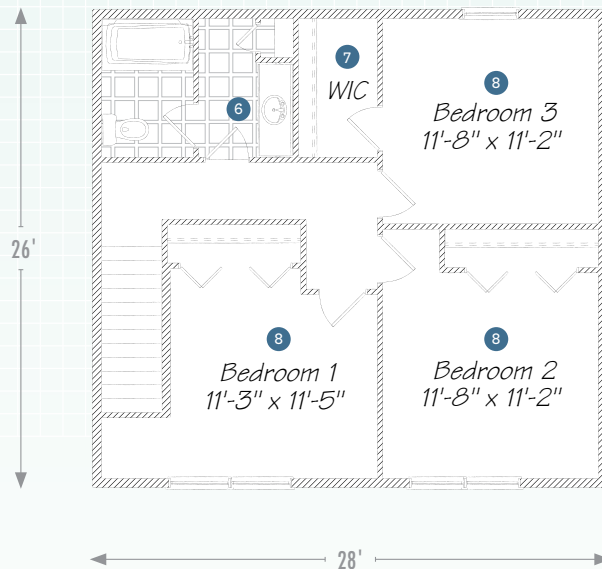 7
WIC
8
Bedroom 3
11'-8" x 11'-2"
6
26'
8
Bedroom 1
11'-3" x 11'-5"
8
Bedroom 2
11'-8" x 11'-2"
28'